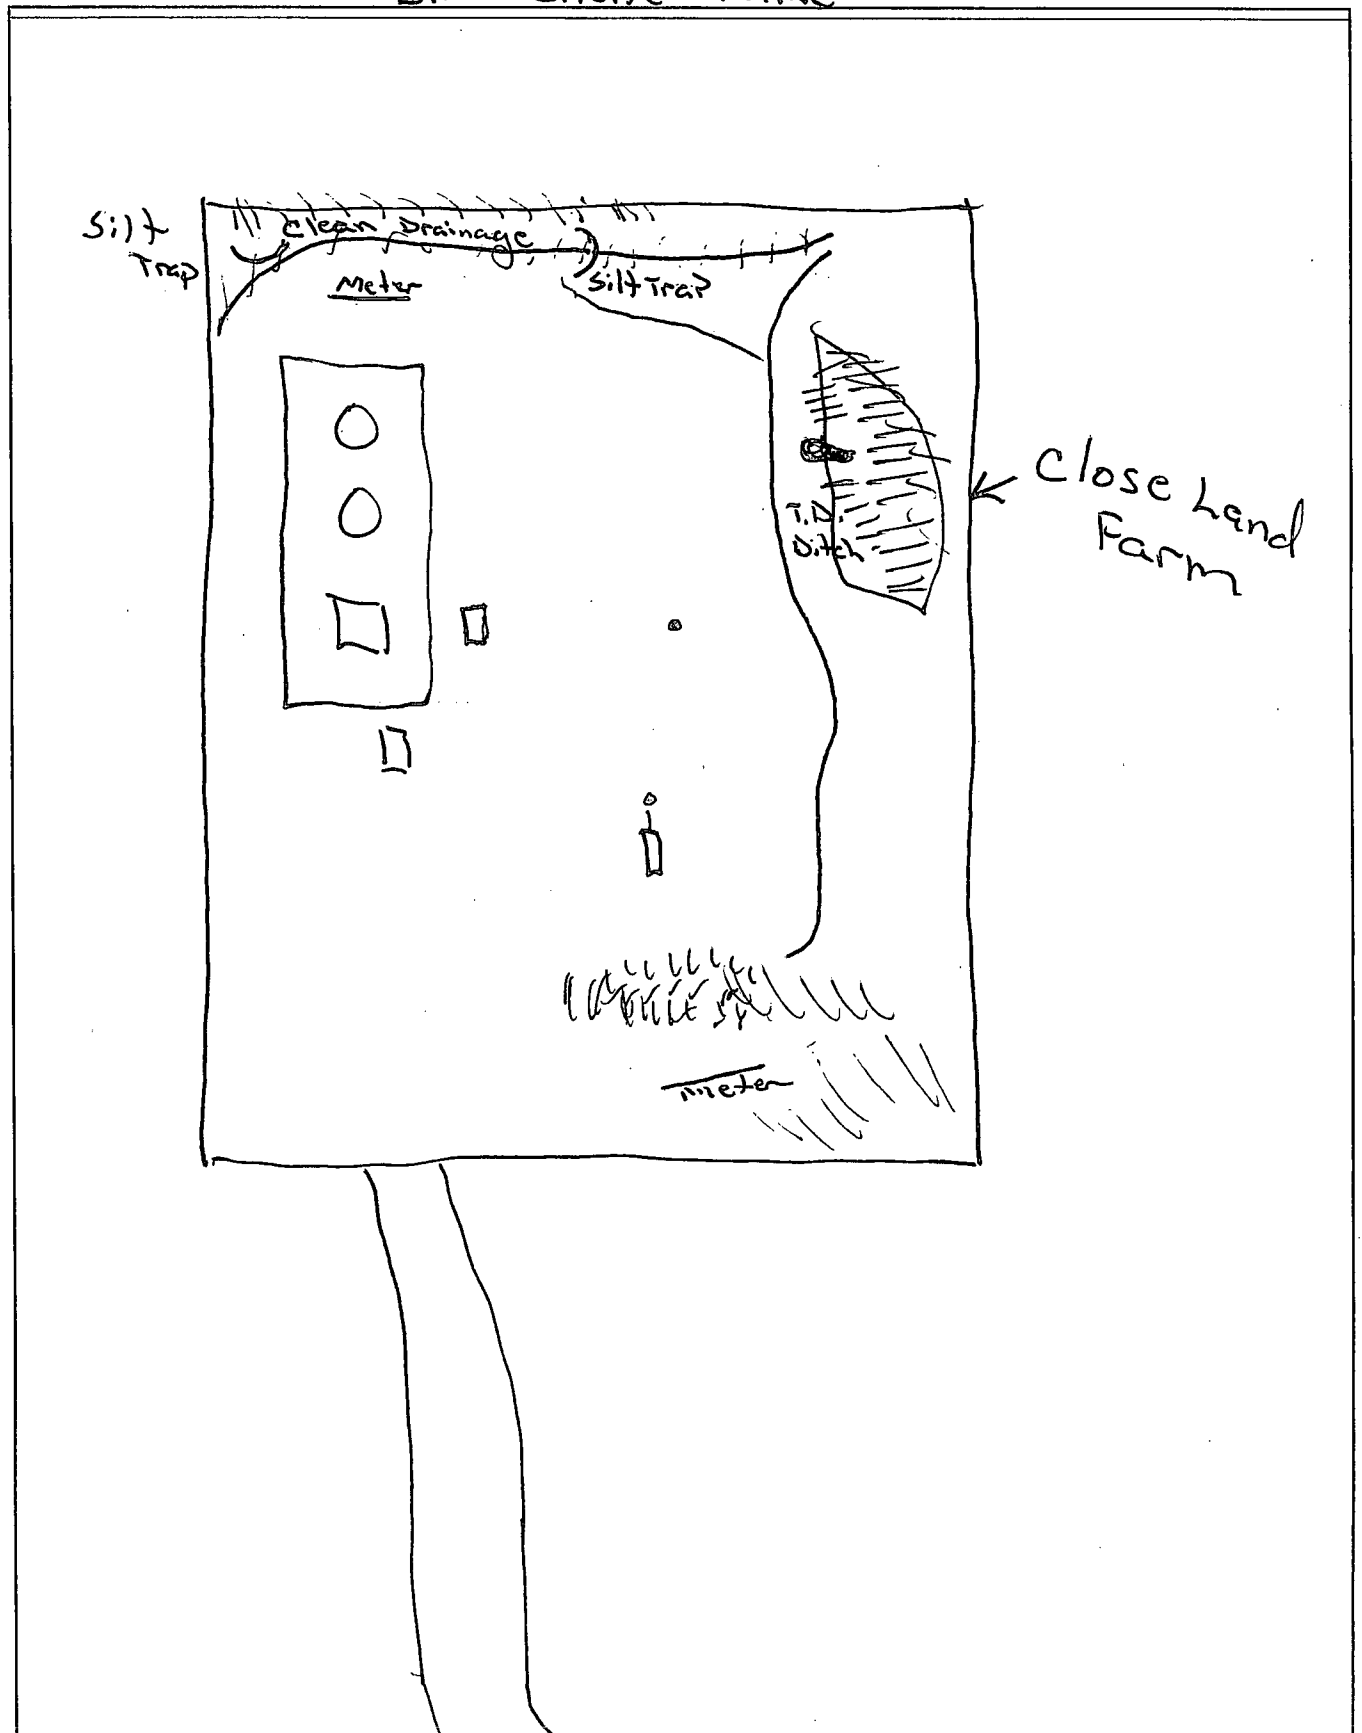 Silt
Trap
Clean Drainage
Meter
Silt Trap
T.D.
Ditch
Close Land
Farm
Meter